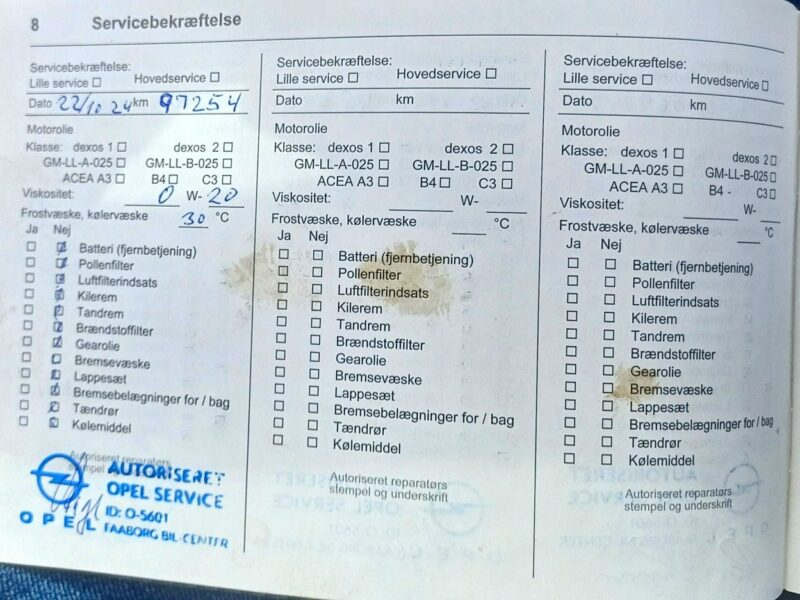 8 Servicebekræftelse
Servicebekræftelse:
Lille service ☐ Hovedservice ☐
Dato 22/10 24 km 97254
Motorolie
Klasse: dexos 1 ☐ dexos 2 ☐
GM-LL-A-025 ☐ GM-LL-B-025 ☐
ACEA A3 ☐ B4 ☐ C3 ☐
Viskositet: 0 W- 20
Frostvæske, kølervæske 30 °C
Ja Nej
Batteri (fjernbetjening)
Pollenfilter
Luftfilterindsats
Kilerem
Tandrem
Brændstoffilter
Gearolie
Bremsevæske
Lappesæt
Bremsebelægninger for / bag
Tændrør
Kølemiddel
Autoriseret reparatørs
stempel og
AUTORISERET
OPEL SERVICE
ID: O-5601
OPEL FAABORG BIL-CENTER
Servicebekræftelse:
Lille service ☐ Hovedservice ☐
Dato km
Motorolie
Klasse: dexos 1 ☐ dexos 2 ☐
GM-LL-A-025 ☐ GM-LL-B-025 ☐
ACEA A3 ☐ B4 ☐ C3 ☐
Viskositet: W-
Frostvæske, kølervæske °C
Ja Nej
☐ ☐ Batteri (fjernbetjening)
☐ ☐ Pollenfilter
☐ ☐ Luftfilterindsats
☐ ☐ Kilerem
☐ ☐ Tandrem
☐ ☐ Brændstoffilter
☐ ☐ Gearolie
☐ ☐ Bremsevæske
☐ ☐ Lappesæt
☐ ☐ Bremsebelægninger for / bag
☐ ☐ Tændrør
☐ ☐ Kølemiddel
Autoriseret reparatørs
stempel og underskrift
Servicebekræftelse:
Lille service ☐ Hovedservice ☐
Dato km
Motorolie
Klasse: dexos 1 ☐ dexos 2 ☐
GM-LL-A-025 ☐ GM-LL-B-025 ☐
ACEA A3 ☐ B4 - C3 ☐
Viskositet: W-
Frostvæske, kølervæske °C
Ja Nej
☐ ☐ Batteri (fjernbetjening)
☐ ☐ Pollenfilter
☐ ☐ Luftfilterindsats
☐ ☐ Kilerem
☐ ☐ Tandrem
☐ ☐ Brændstoffilter
☐ ☐ Gearolie
☐ ☐ Bremsevæske
☐ ☐ Lappesæt
☐ ☐ Bremsebelægninger for / bag
☐ ☐ Tændrør
☐ ☐ Kølemiddel
Autoriseret reparatørs
stempel og underskrift